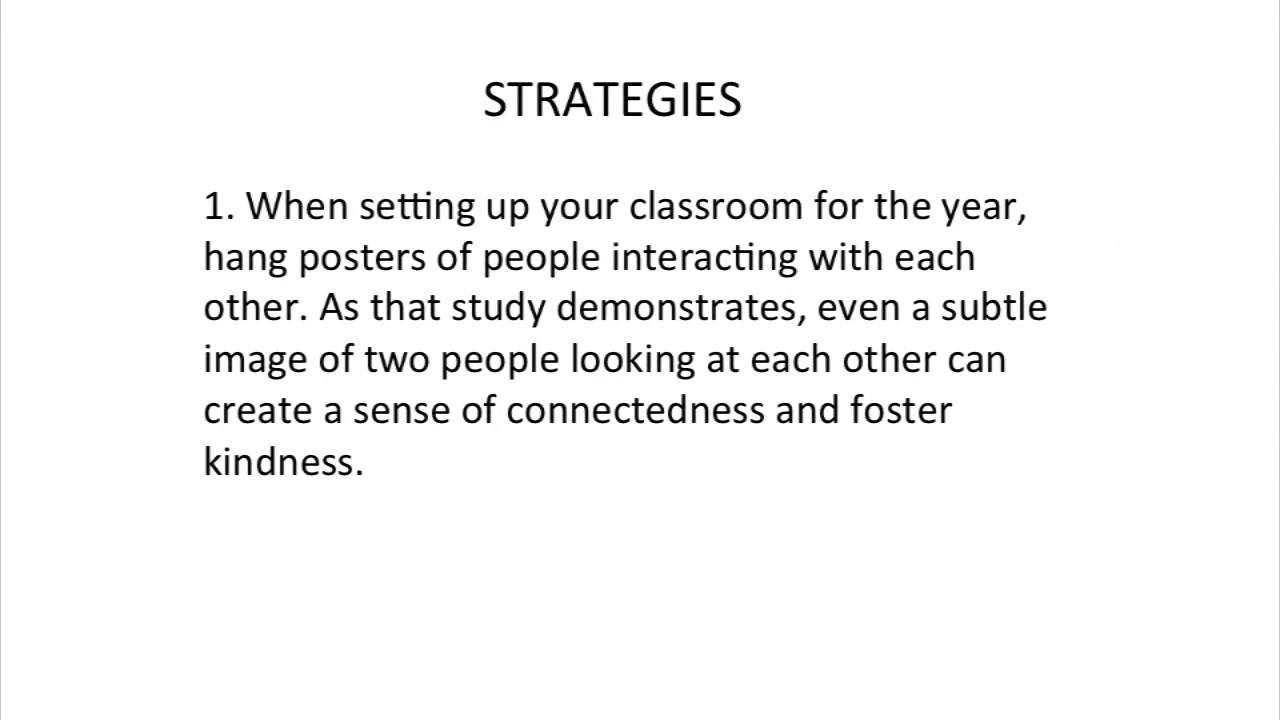 STRATEGIES
1. When setting up your classroom for the year,
hang posters of people interacting with each
other. As that study demonstrates, even a subtle
image of two people looking at each other can
create a sense of connectedness and foster
kindness.